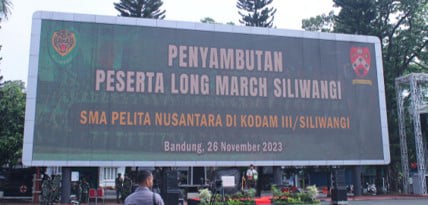 PENYAMBUTAN
PESERTA LONG MARCH SILIWANGI
SMA PELITA NUSANTARA DI KODAM III/SILIWANGI
Bandung, 26 November 2023